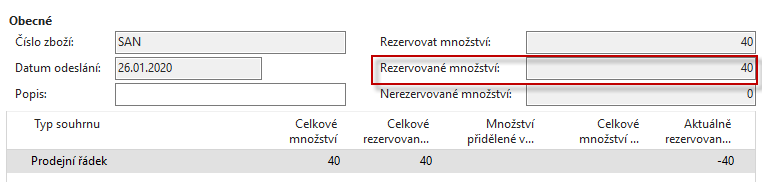 Obecné
Číslo zboží: SAN Rezervovat množství: 40
Datum odeslání: 26.01.2020 Rezervované množství: 40
Popis: Nerezervované množství: 0
Typ souhrnu Celkové Celkové Množství Celkové Aktuálně
množství rezervovan... přidělené v... množství ... rezervovan...
Prodejní řádek 40 40 -40